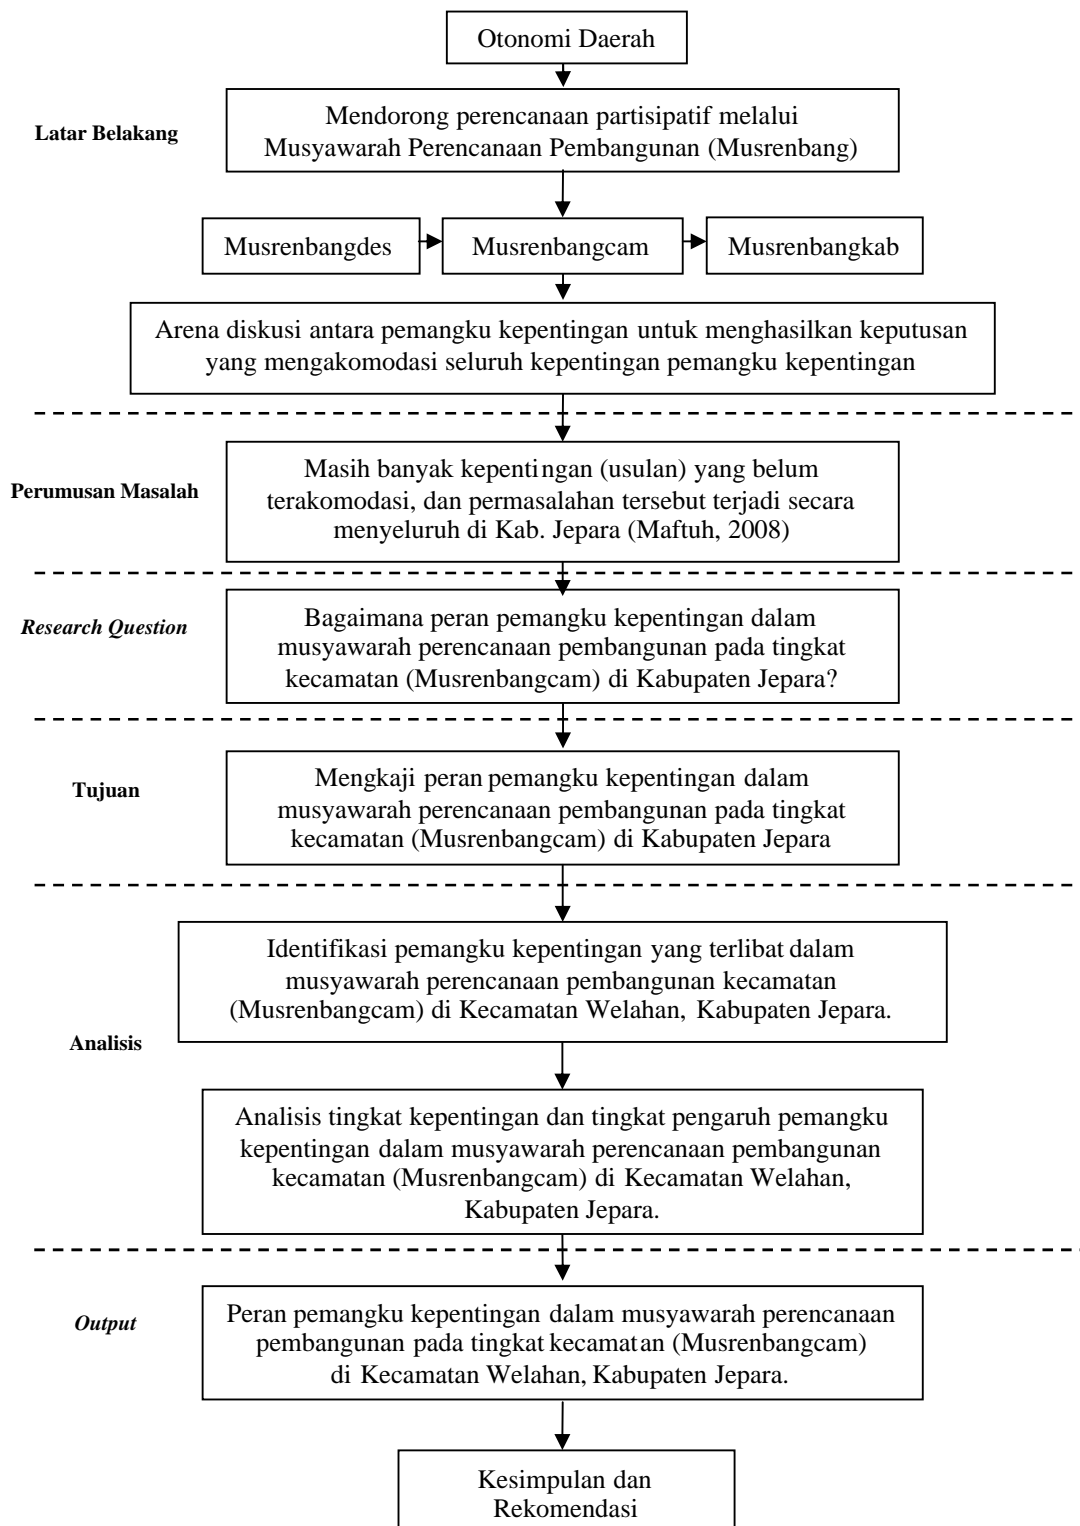 Otonomi Daerah
Latar Belakang
Mendorong perencanaan partisipatif melalui
Musyawarah Perencanaan Pembangunan (Musrenbang)
Musrenbangdes
Musrenbangcam
Musrenbangkab
Arena diskusi antara pemangku kepentingan untuk menghasilkan keputusan
yang mengakomodasi seluruh kepentingan pemangku kepentingan
Perumusan Masalah
Masih banyak kepentingan (usulan) yang belum
terakomodasi, dan permasalahan tersebut terjadi secara
menyeluruh di Kab. Jepara (Maftuh, 2008)
Research Question
Bagaimana peran pemangku kepentingan dalam
musyawarah perencanaan pembangunan pada tingkat
kecamatan (Musrenbangcam) di Kabupaten Jepara?
Tujuan
Mengkaji peran pemangku kepentingan dalam
musyawarah perencanaan pembangunan pada tingkat
kecamatan (Musrenbangcam) di Kabupaten Jepara
Analisis
Identifikasi pemangku kepentingan yang terlibat dalam
musyawarah perencanaan pembangunan kecamatan
(Musrenbangcam) di Kecamatan Welahan, Kabupaten Jepara.
Analisis tingkat kepentingan dan tingkat pengaruh pemangku
kepentingan dalam musyawarah perencanaan pembangunan
kecamatan (Musrenbangcam) di Kecamatan Welahan,
Kabupaten Jepara.
Output
Peran pemangku kepentingan dalam musyawarah perencanaan
pembangunan pada tingkat kecamatan (Musrenbangcam)
di Kecamatan Welahan, Kabupaten Jepara.
Kesimpulan dan
Rekomendasi